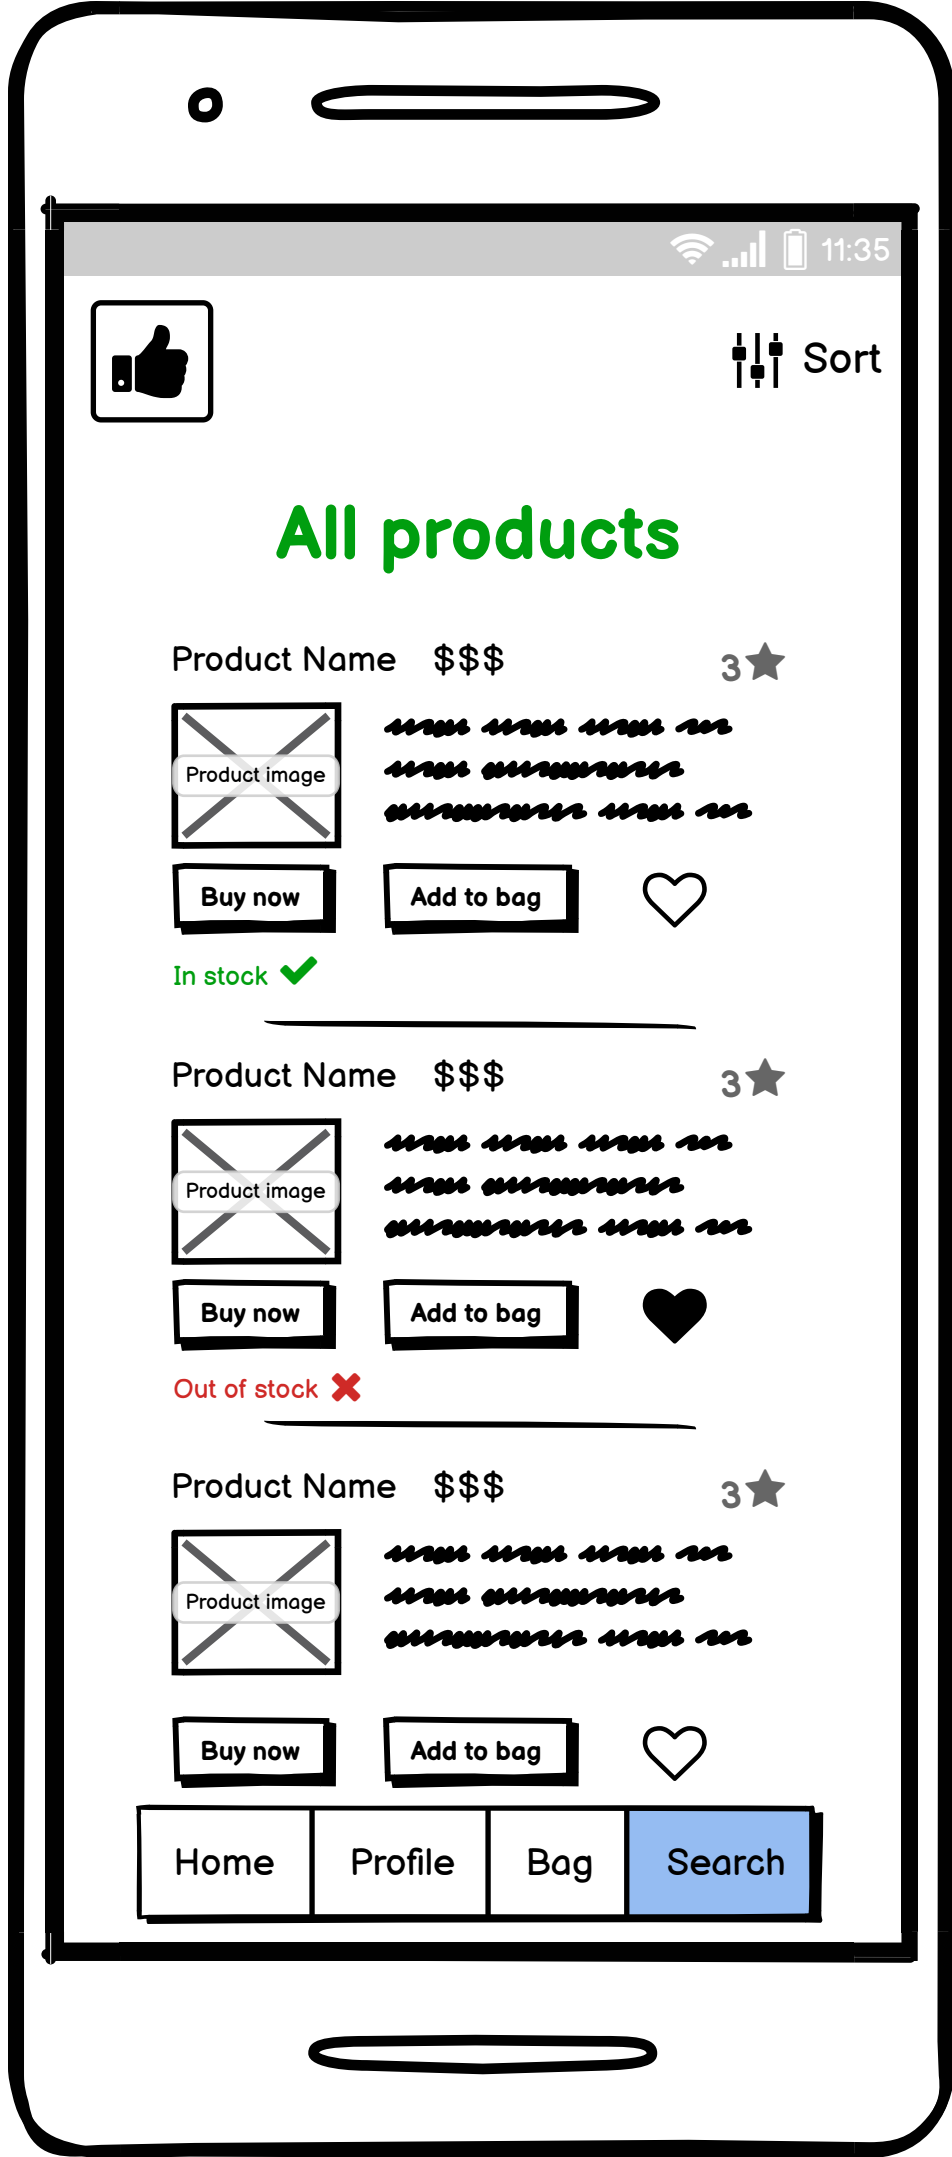 11:35
Sort
All products
Product Name $$$ 3
Product image
Buy now Add to bag
In stock
Product Name $$$ 3
Product image
Buy now Add to bag
Out of stock
Product Name $$$ 3
Product image
Buy now Add to bag
Home Profile Bag Search